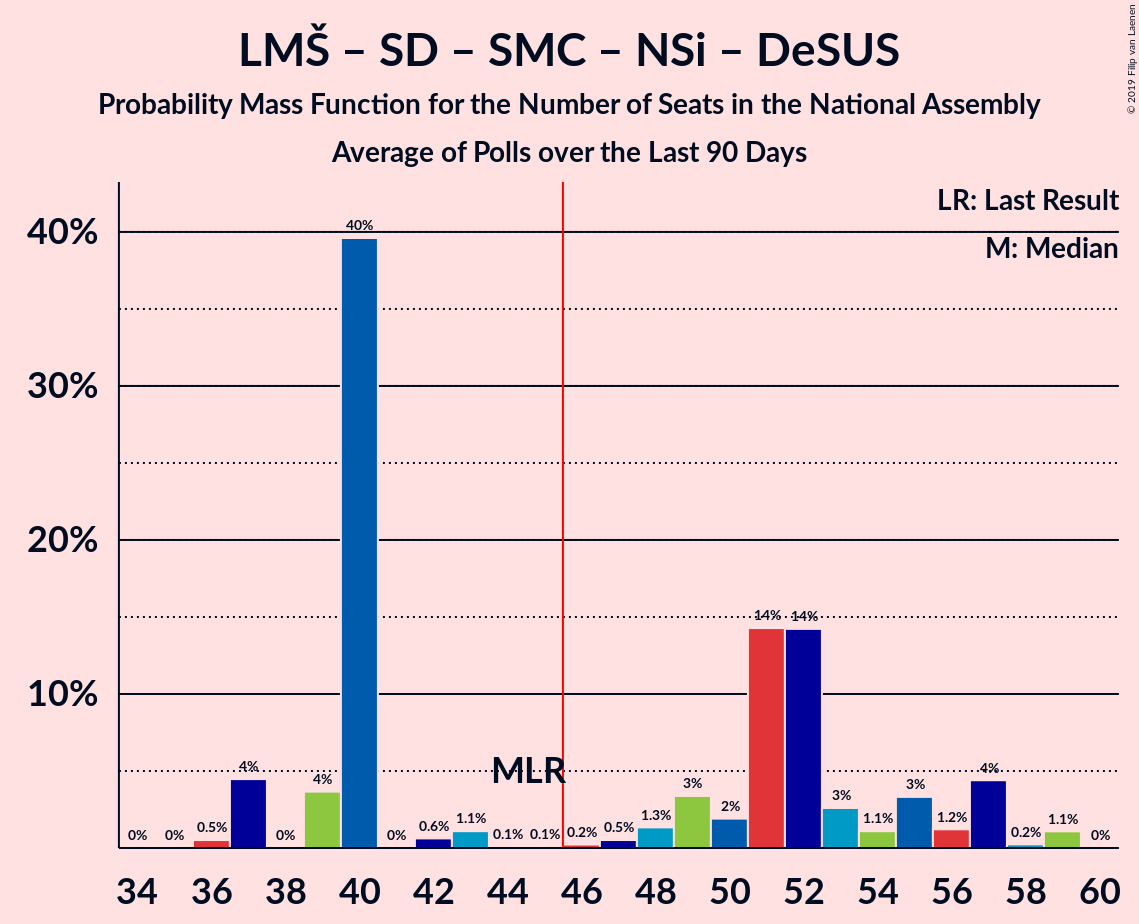 LMŠ – SD – SMC – NSi – DeSUS
Probability Mass Function for the Number of Seats in the National Assembly
Average of Polls over the Last 90 Days
© 2019 Filip van Laenen
LR: Last Result
M: Median
40%
30%
20%
10%
0% 0% 0.5% 4% 0% 4% 40% 0% 0.6% 1.1% 0.1% 0.1% 0.2% 0.5% 1.3% 3% 2% 14% 14% 3% 1.1% 3% 1.2% 4% 0.2% 1.1% 0%
M LR
34 36 38 40 42 44 46 48 50 52 54 56 58 60